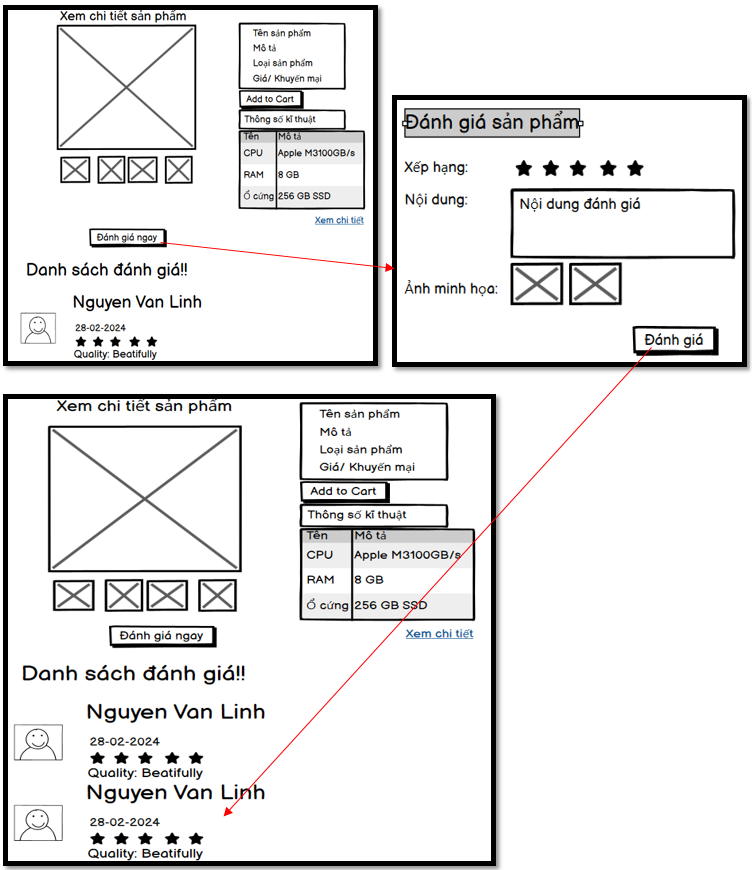 Xem chi tiết sản phẩm
Tên sản phẩm
Mô tả
Loại sản phẩm
Giá/ Khuyến mại
Add to Cart
Thông số kĩ thuật
Tên Mô tả
CPU Apple M3100GB/s
RAM 8 GB
Ổ cứng 256 GB SSD
Xem chi tiết
Đánh giá ngay
Danh sách đánh giá!!
Nguyen Van Linh
28-02-2024
Quality: Beatifully
Đánh giá sản phẩm
Xếp hạng:
Nội dung:
Nội dung đánh giá
Ảnh minh họa:
Đánh giá
Xem chi tiết sản phẩm
Tên sản phẩm
Mô tả
Loại sản phẩm
Giá/ Khuyến mại
Add to Cart
Thông số kĩ thuật
Tên Mô tả
CPU Apple M3100GB/s
RAM 8 GB
Ổ cứng 256 GB SSD
Xem chi tiết
Đánh giá ngay
Danh sách đánh giá!!
Nguyen Van Linh
28-02-2024
Quality: Beatifully
Nguyen Van Linh
28-02-2024
Quality: Beatifully